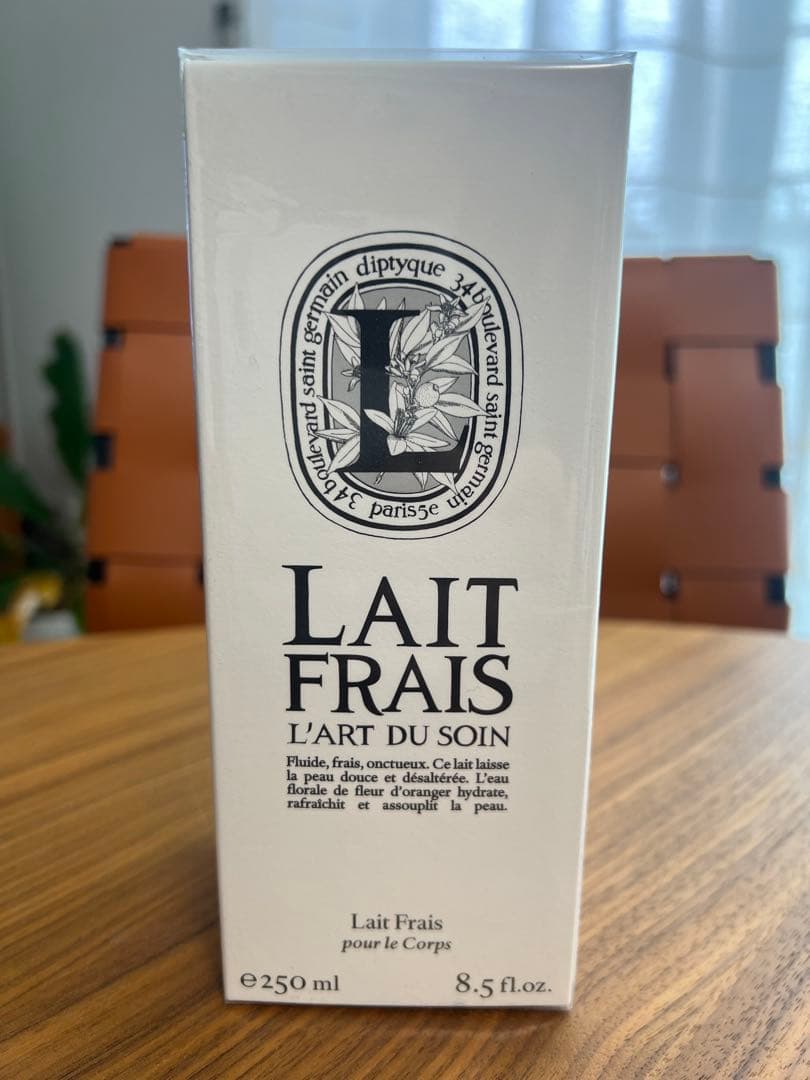 diptyque 34 boulevard saint germain paris5e 34 boulevard saint germain
L
LAIT
FRAIS
L'ART DU SOIN
Fluide, frais, onctueux. Ce lait laisse
la peau douce et désaltérée. L'eau
florale de fleur d'oranger hydrate,
rafraîchit et assouplit la peau.
Lait Frais
pour le Corps
℮250 ml 8.5 fl.oz.